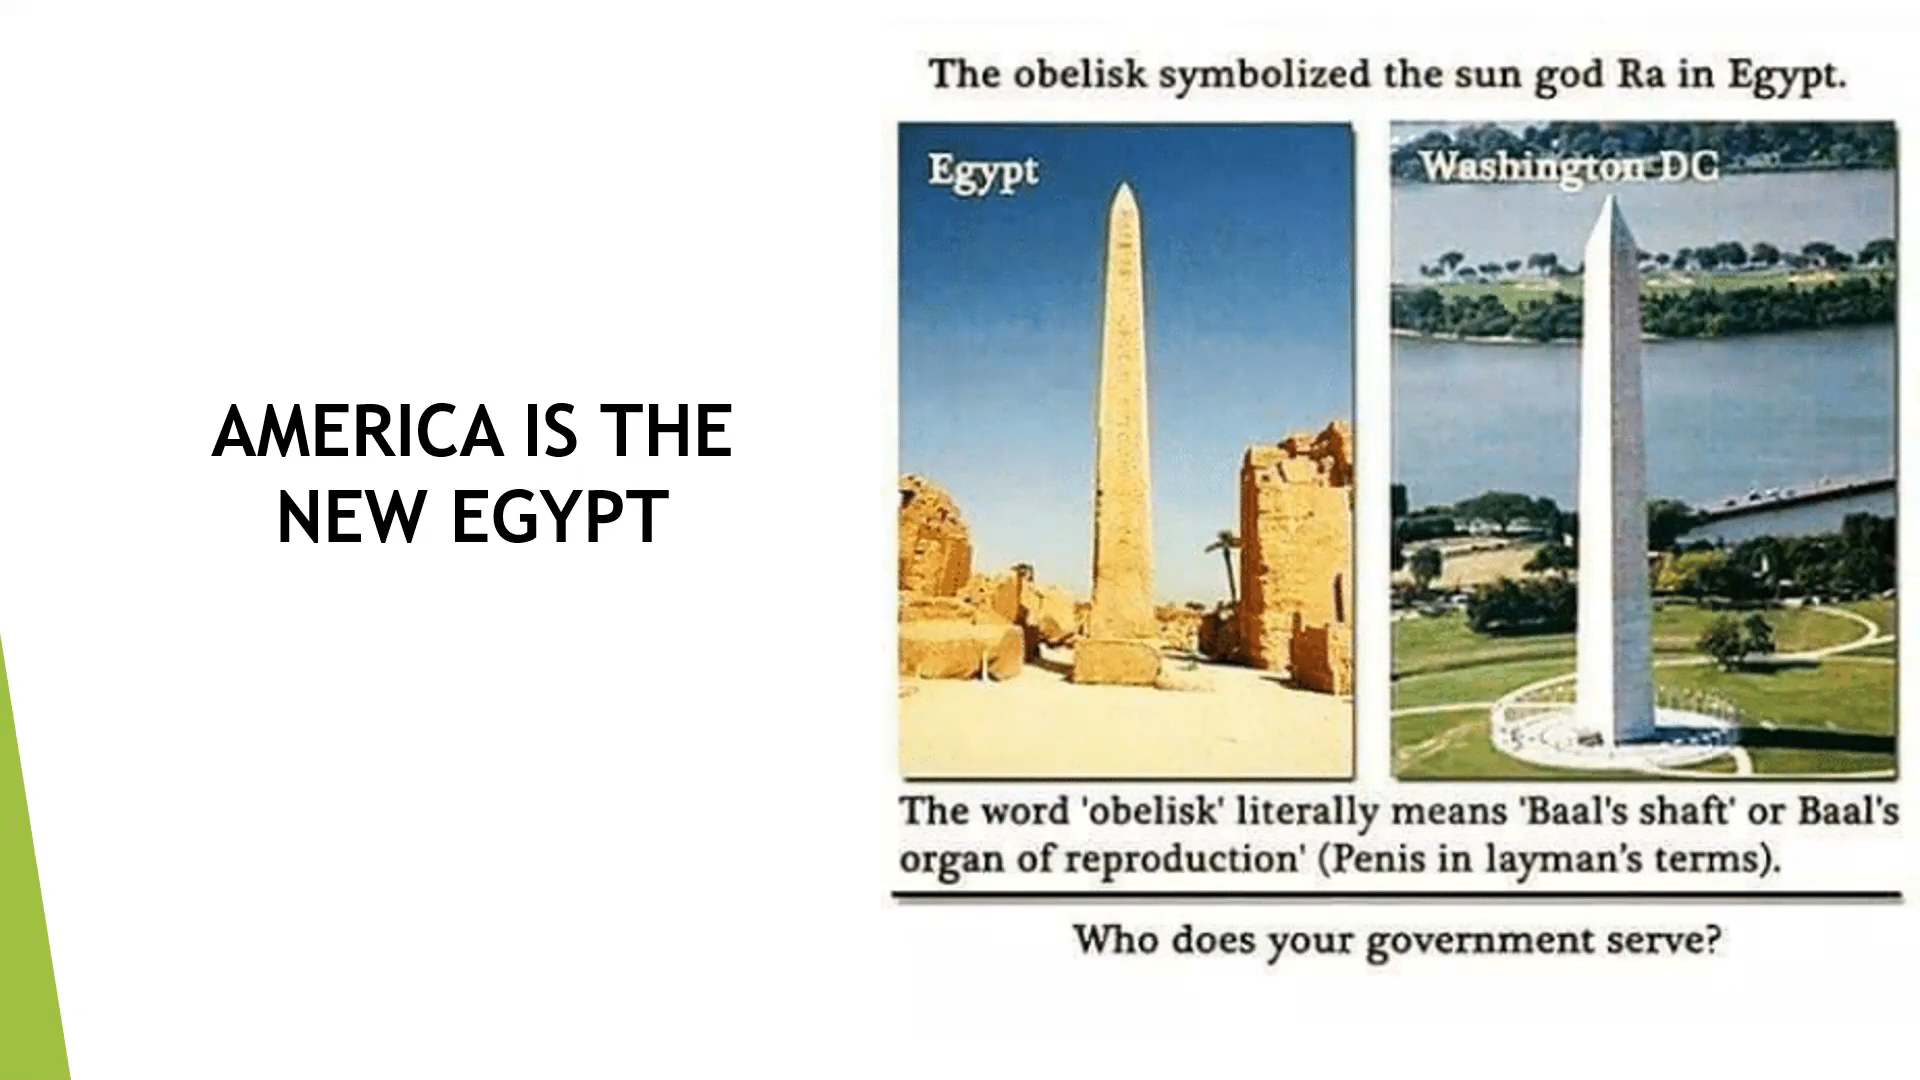 AMERICA IS THE
NEW EGYPT
The obelisk symbolized the sun god Ra in Egypt.
Egypt
Washington DC
The word 'obelisk' literally means 'Baal's shaft' or Baal's
organ of reproduction' (Penis in layman's terms).
Who does your government serve?